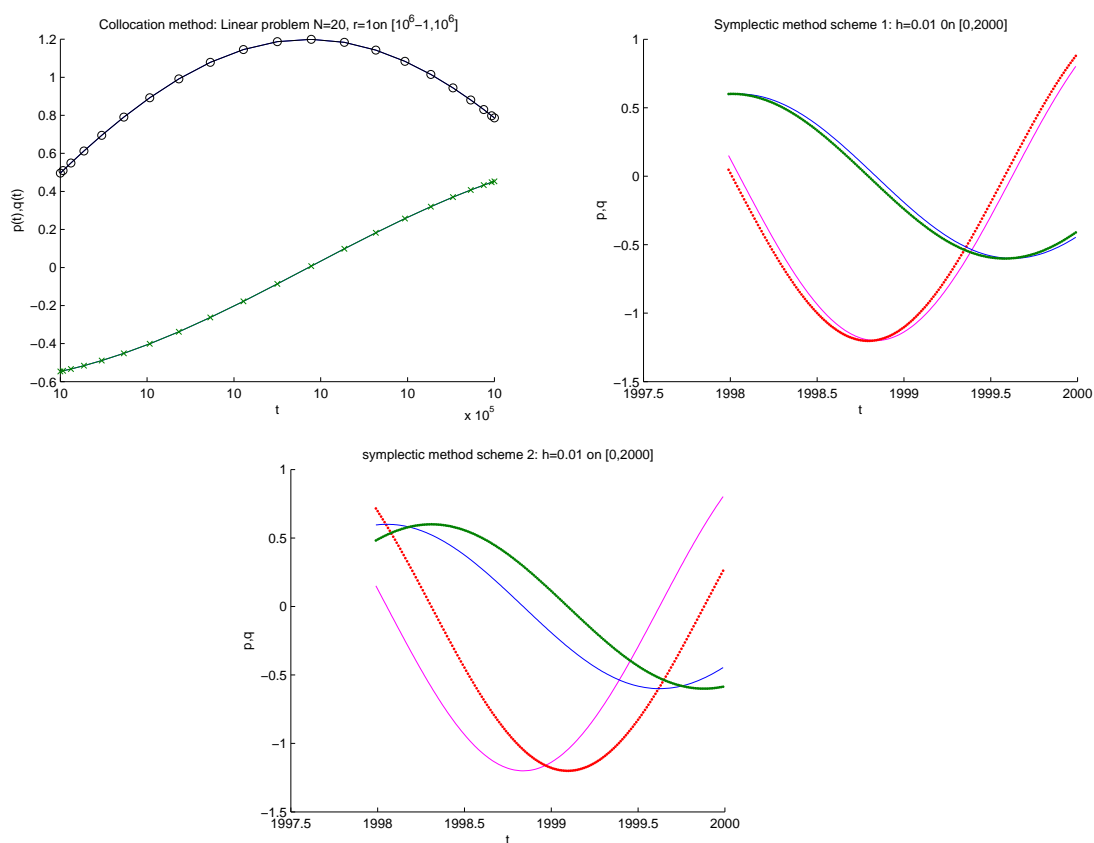 Collocation method: Linear problem N=20, r=1on [10^6−1,10^6]
1.2
1
0.8
0.6
0.4
0.2
0
−0.2
−0.4
−0.6
p(t),q(t)
10 10 10 10 10 10
x 10^5
t
Symplectic method scheme 1: h=0.01 0n [0,2000]
1
0.5
0
−0.5
−1
−1.5
p,q
1997.5 1998 1998.5 1999 1999.5 2000
t
symplectic method scheme 2: h=0.01 on [0,2000]
1
0.5
0
−0.5
−1
−1.5
p,q
1997.5 1998 1998.5 1999 1999.5 2000
t